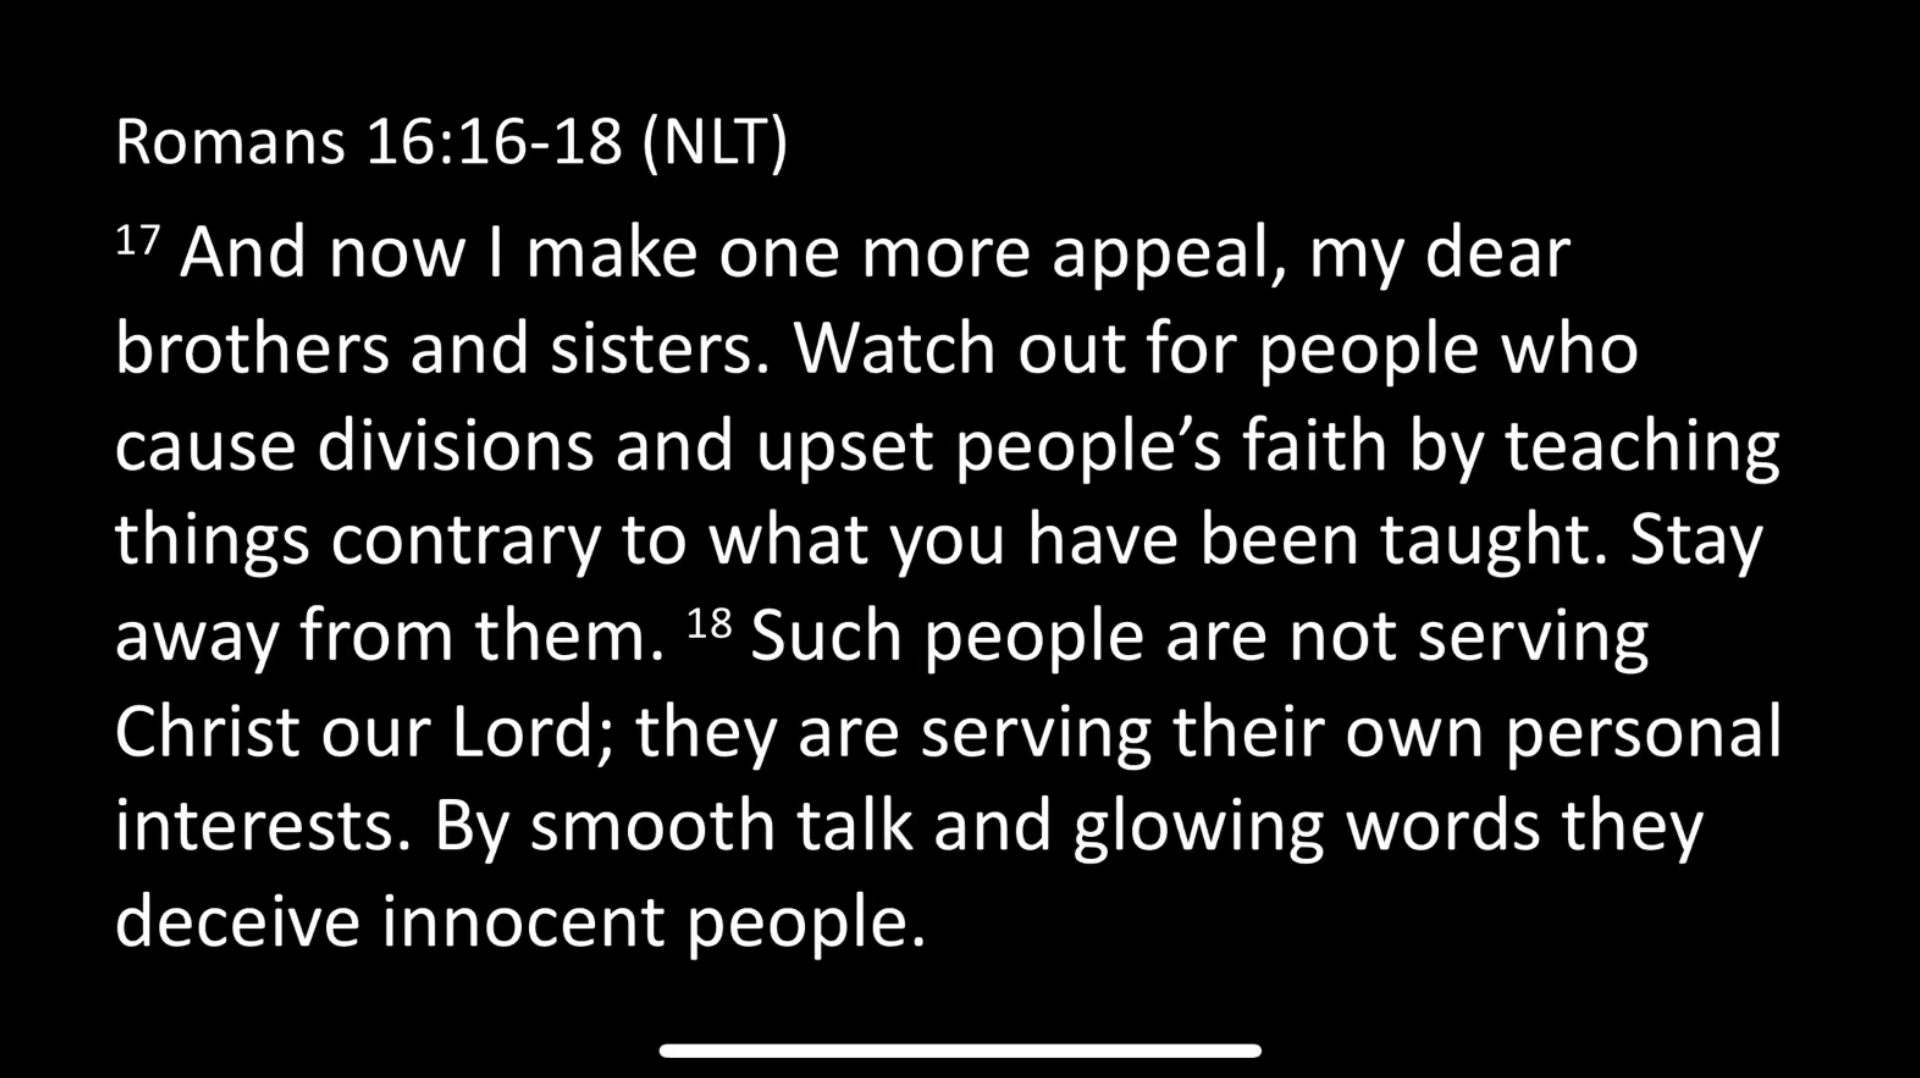 Romans 16:16-18 (NLT)
17 And now I make one more appeal, my dear
brothers and sisters. Watch out for people who
cause divisions and upset people’s faith by teaching
things contrary to what you have been taught. Stay
away from them. 18 Such people are not serving
Christ our Lord; they are serving their own personal
interests. By smooth talk and glowing words they
deceive innocent people.